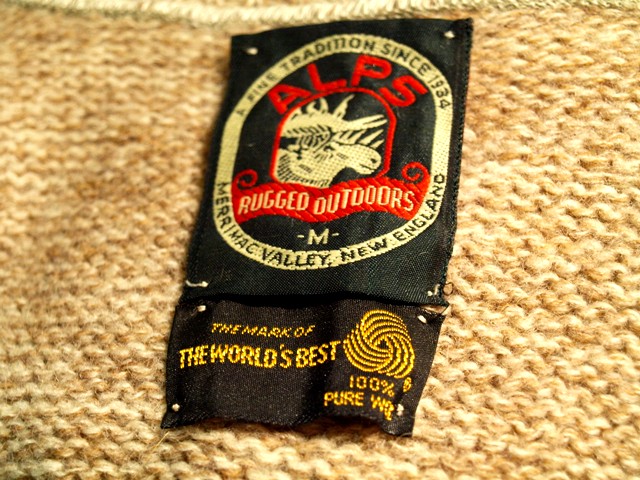 A FINE TRADITION SINCE 1934
ALPS
RUGGED OUTDOORS
-M-
MERRIMAC VALLEY, NEW ENGLAND
THE MARK OF
THE WORLD'S BEST
100%
PURE